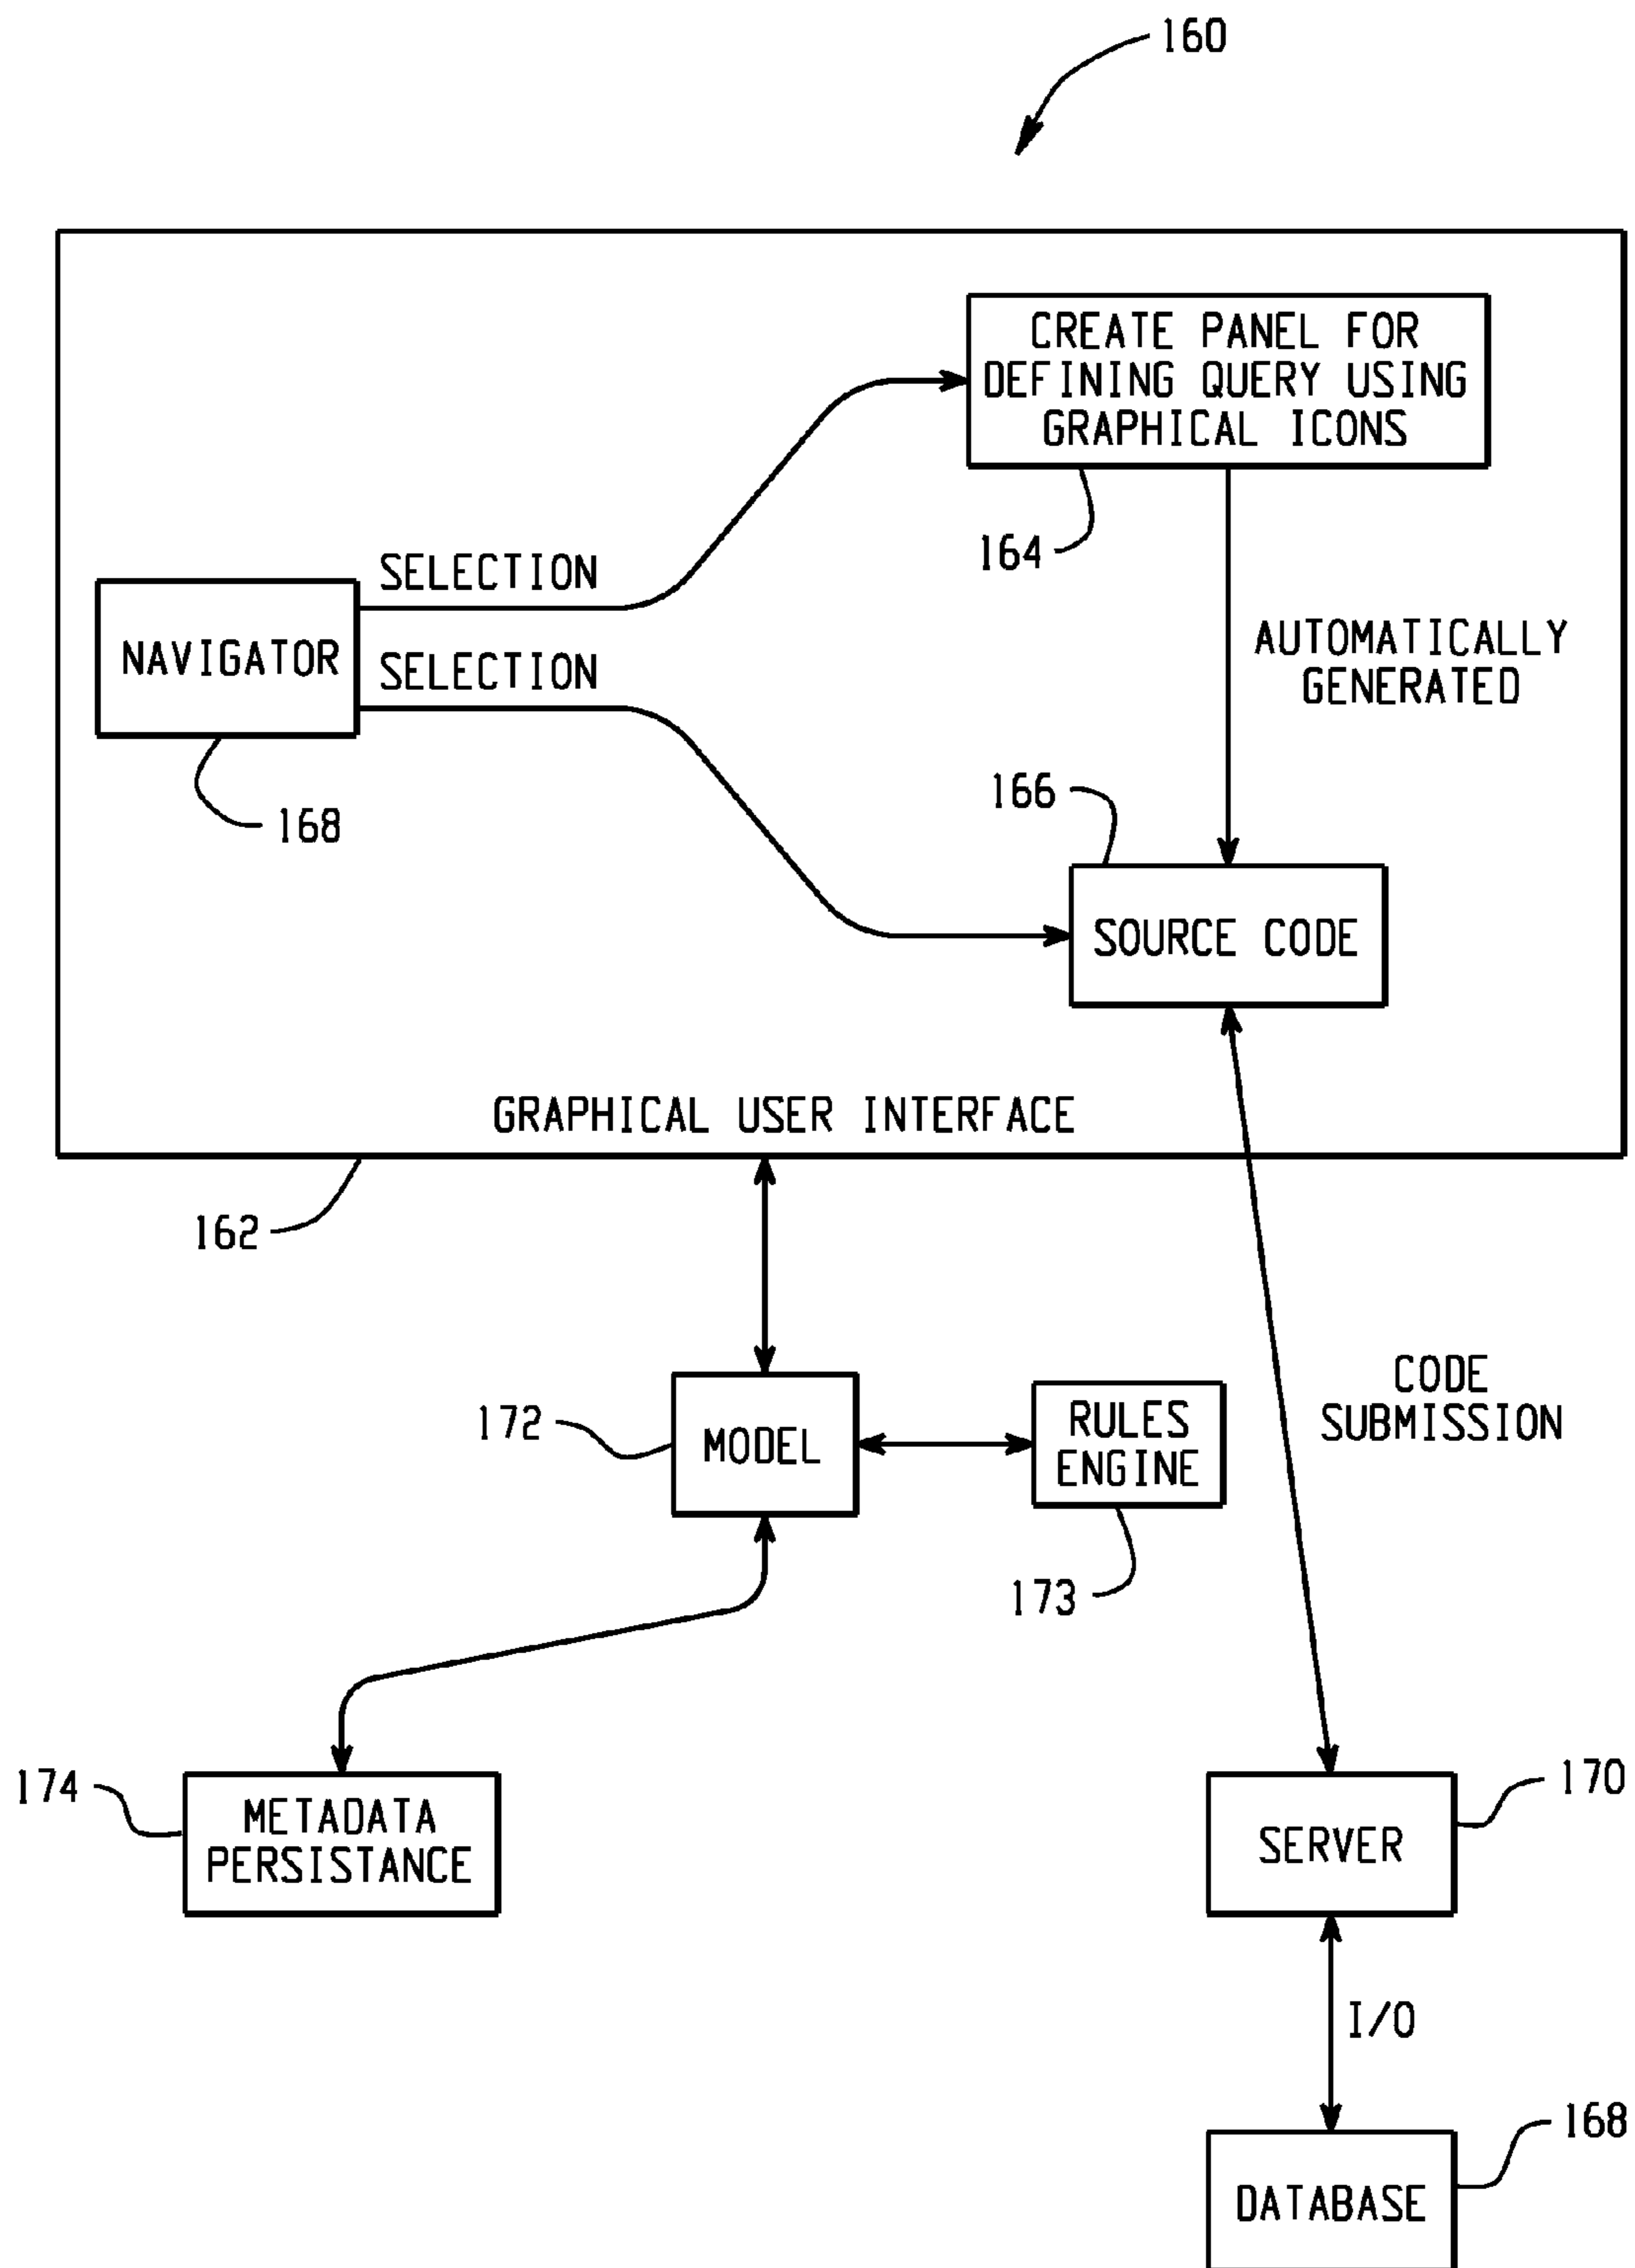 160
CREATE PANEL FOR
DEFINING QUERY USING
GRAPHICAL ICONS
164
SELECTION
NAVIGATOR
SELECTION
168
AUTOMATICALLY
GENERATED
166
SOURCE CODE
GRAPHICAL USER INTERFACE
162
172
MODEL
RULES
ENGINE
173
CODE
SUBMISSION
174
METADATA
PERSISTANCE
170
SERVER
I/O
168
DATABASE